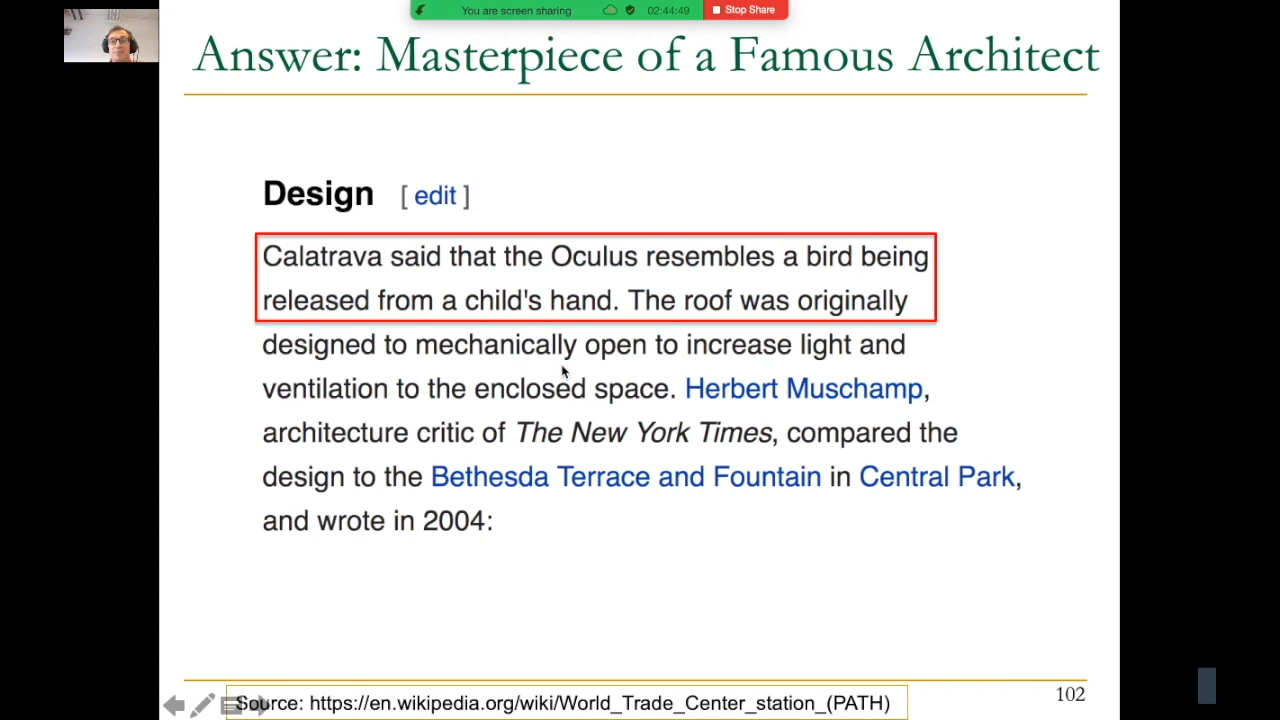 You are screen sharing 02:44:49 Stop Share
Answer: Masterpiece of a Famous Architect
Design [ edit ]
Calatrava said that the Oculus resembles a bird being
released from a child's hand. The roof was originally
designed to mechanically open to increase light and
ventilation to the enclosed space. Herbert Muschamp,
architecture critic of The New York Times, compared the
design to the Bethesda Terrace and Fountain in Central Park,
and wrote in 2004:
Source: https://en.wikipedia.org/wiki/World_Trade_Center_station_(PATH)
102